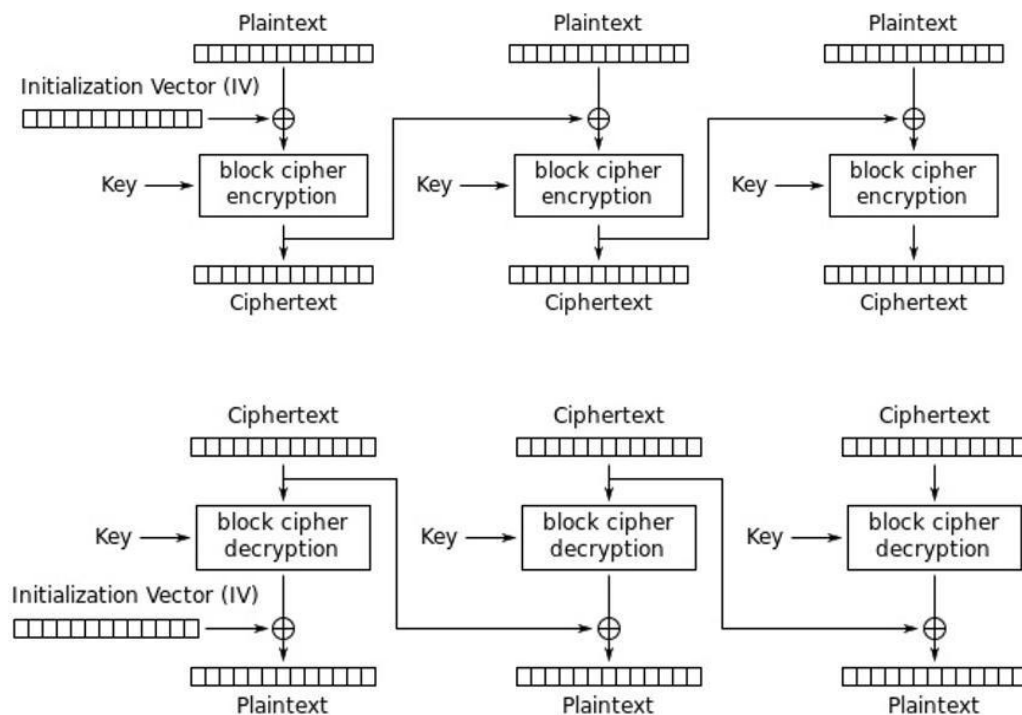 Plaintext Plaintext Plaintext
Initialization Vector (IV)
Key block cipher encryption Key block cipher encryption Key block cipher encryption
Ciphertext Ciphertext Ciphertext
Ciphertext Ciphertext Ciphertext
Key block cipher decryption Key block cipher decryption Key block cipher decryption
Initialization Vector (IV)
Plaintext Plaintext Plaintext